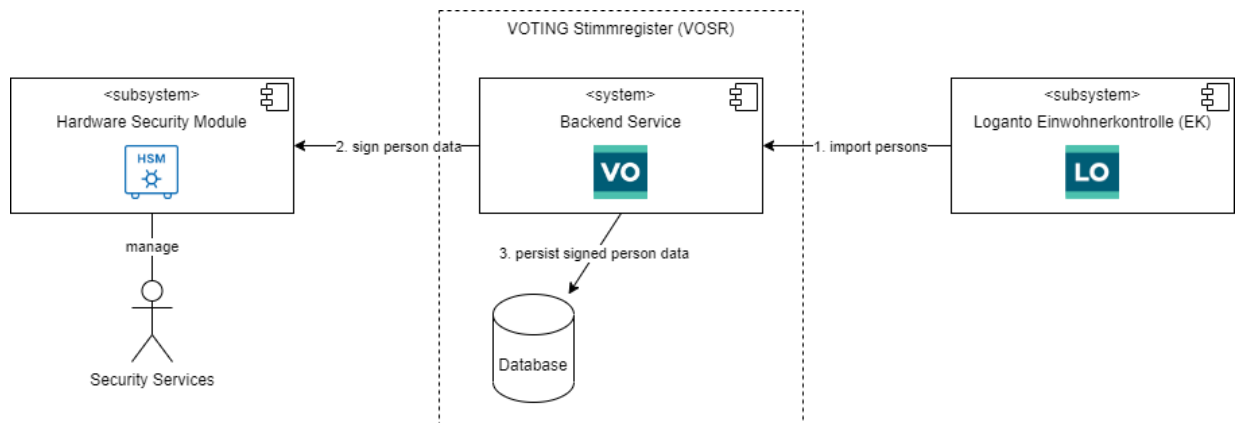 VOTING Stimmregister (VOSR)
<subsystem>
Hardware Security Module
HSM
<system>
Backend Service
VO
<subsystem>
Loganto Einwohnerkontrolle (EK)
LO
2. sign person data
1. import persons
manage
3. persist signed person data
Security Services
Database